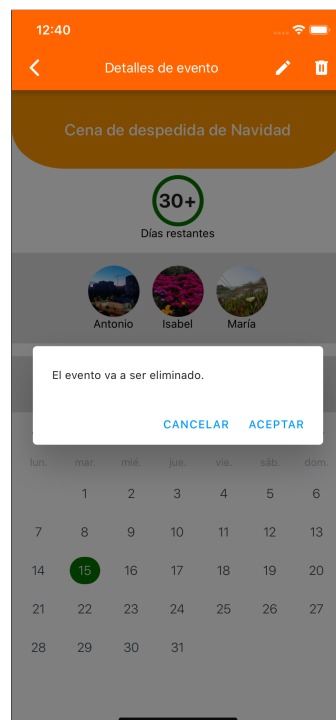 12:40
Detalles de evento
Cena de despedida de Navidad
30+
Días restantes
Antonio Isabel María
El evento va a ser eliminado.
CANCELAR ACEPTAR
lun. mar. mié. jue. vie. sáb. dom.
1 2 3 4 5 6
7 8 9 10 11 12 13
14 15 16 17 18 19 20
21 22 23 24 25 26 27
28 29 30 31